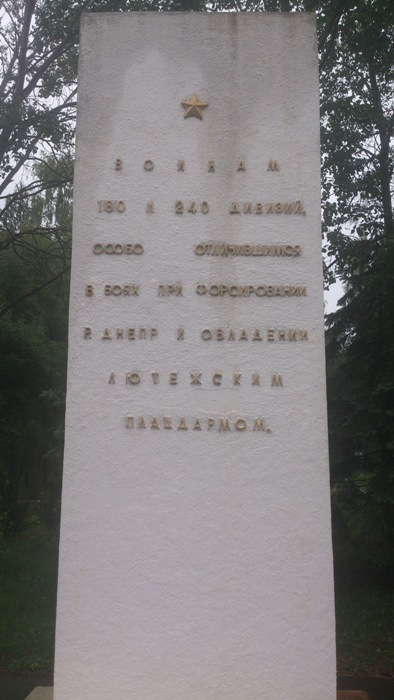 ВОИНАМ
180 И 240 ДИВИЗИЙ,
ОСОБО ОТЛИЧИВШИМСЯ
В БОЯХ ПРИ ФОРСИРОВАНИИ
Р. ДНЕПР И ОВЛАДЕНИИ
ЛЮТЕЖСКИМ
ПЛАЦДАРМОМ.